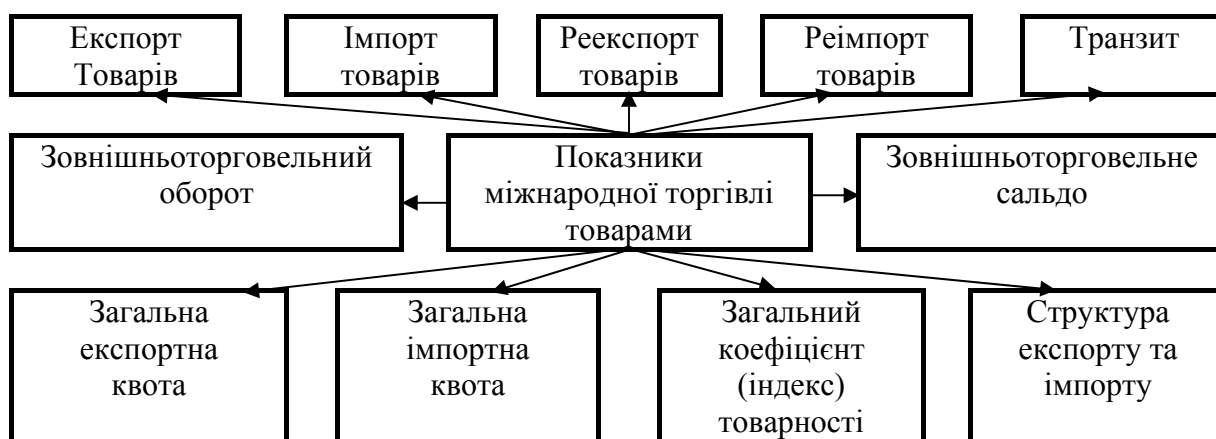 Експорт
Товарів
Імпорт
товарів
Реекспорт
товарів
Реімпорт
товарів
Транзит
Зовнішньоторговельний
оборот
Показники
міжнародної торгівлі
товарами
Зовнішньоторговельне
сальдо
Загальна
експортна
квота
Загальна
імпортна
квота
Загальний
коефіцієнт
(індекс)
товарності
Структура
експорту та
імпорту